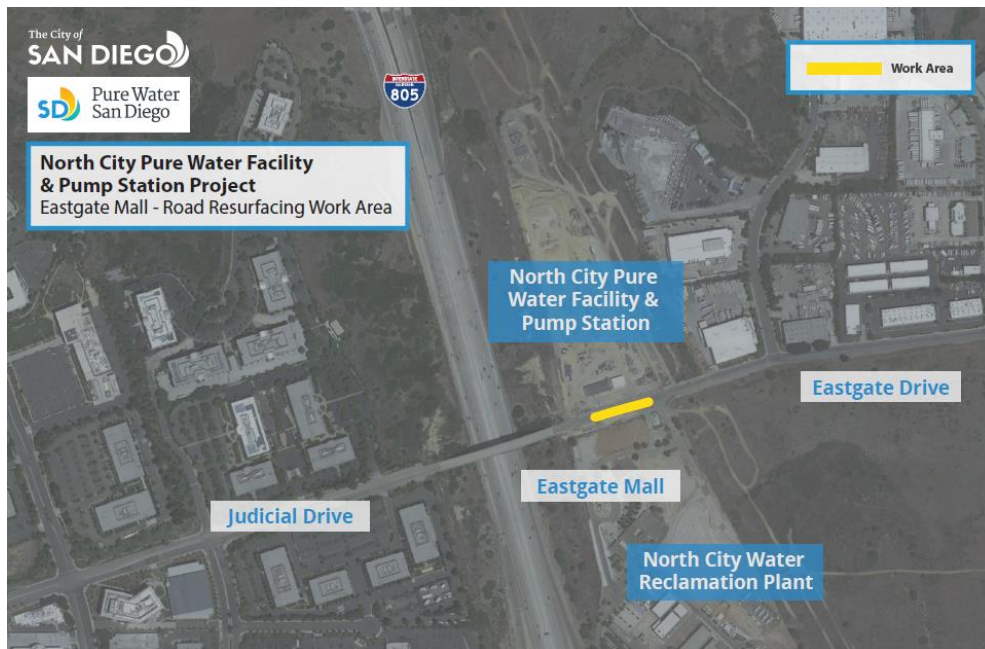 The City of
SAN DIEGO
SD
Pure Water
San Diego
North City Pure Water Facility
& Pump Station Project
Eastgate Mall - Road Resurfacing Work Area
INTERSTATE
805
Work Area
North City Pure
Water Facility &
Pump Station
Eastgate Drive
Eastgate Mall
Judicial Drive
North City Water
Reclamation Plant